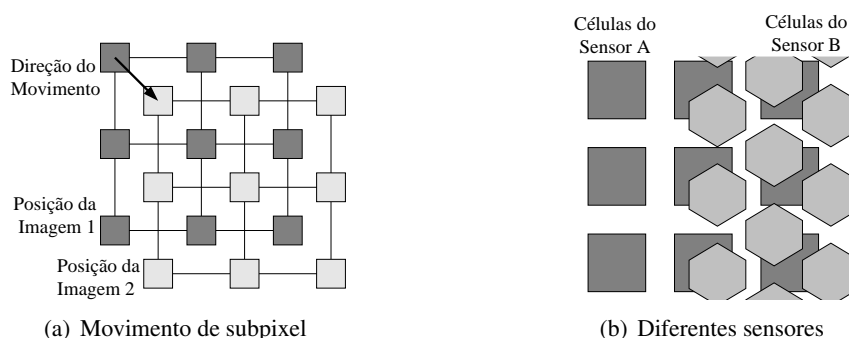 Direção do
Movimento
Posição da
Imagem 1
Posição da
Imagem 2
(a) Movimento de subpixel
Células do
Sensor A
Células do
Sensor B
(b) Diferentes sensores